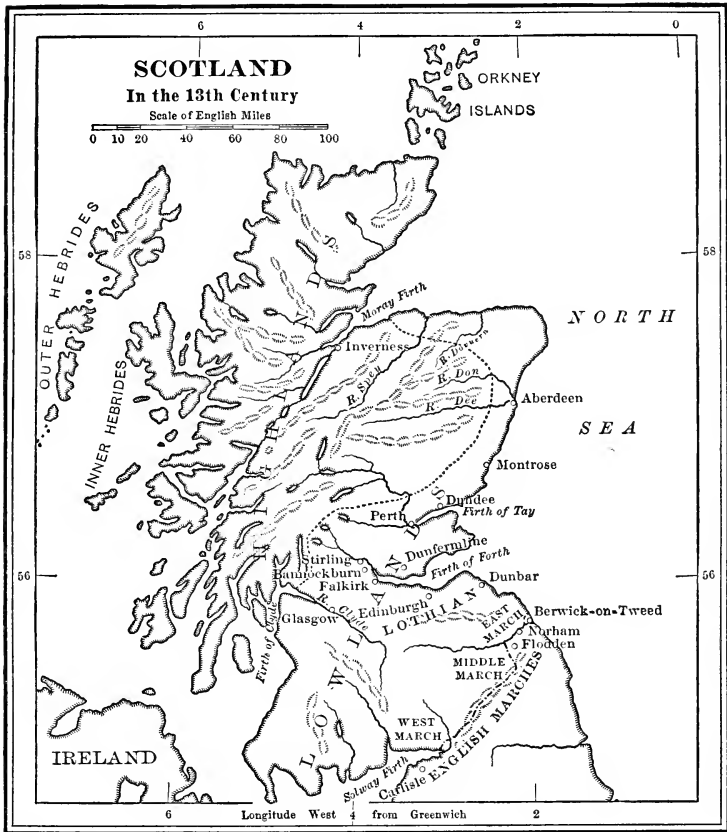 6 4 2 0
SCOTLAND
In the 13th Century
Scale of English Miles
0 10 20 40 60 80 100
ORKNEY
ISLANDS
58
58
OUTER HEBRIDES
INNER HEBRIDES
HIGHLANDS
Moray Firth
Inverness
R. Spey
R. Don
R. Dee
Aberdeen
NORTH
SEA
Montrose
Dundee
Firth of Tay
Perth
Dunfermline
Stirling
Bannockburn
Firth of Forth
Falkirk
56
56
Dunbar
Edinburgh
LOTHIAN
R. Clyde
Glasgow
Firth of Clyde
EAST
MARCH
Berwick-on-Tweed
Norham
Flodden
MIDDLE
MARCH
LOWLANDS
WEST
MARCH
ENGLISH MARCHES
Solway Firth
Carlisle
IRELAND
6 4 2
Longitude West from Greenwich